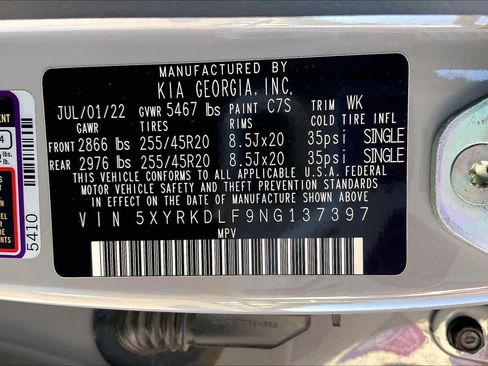 MANUFACTURED BY
KIA GEORGIA, INC.
JUL/01/22 GVWR 5467 lbs PAINT C7S TRIM WK
GAWR TIRES RIMS COLD TIRE INFL
FRONT 2866 255/45R20 8.5Jx20 35psi SINGLE
REAR 2976 255/45R20 8.5Jx20 35psi SINGLE
THIS VEHICLE CONFORMS TO ALL APPLICABLE U.S.A. FEDERAL
MOTOR VEHICLE SAFETY AND THEFT PREVENTION STANDARDS
IN EFFECT ON THE DATE OF MANUFACTURE SHOWN ABOVE.
VIN 5XYRKDLF9NG137397
MPV
5410